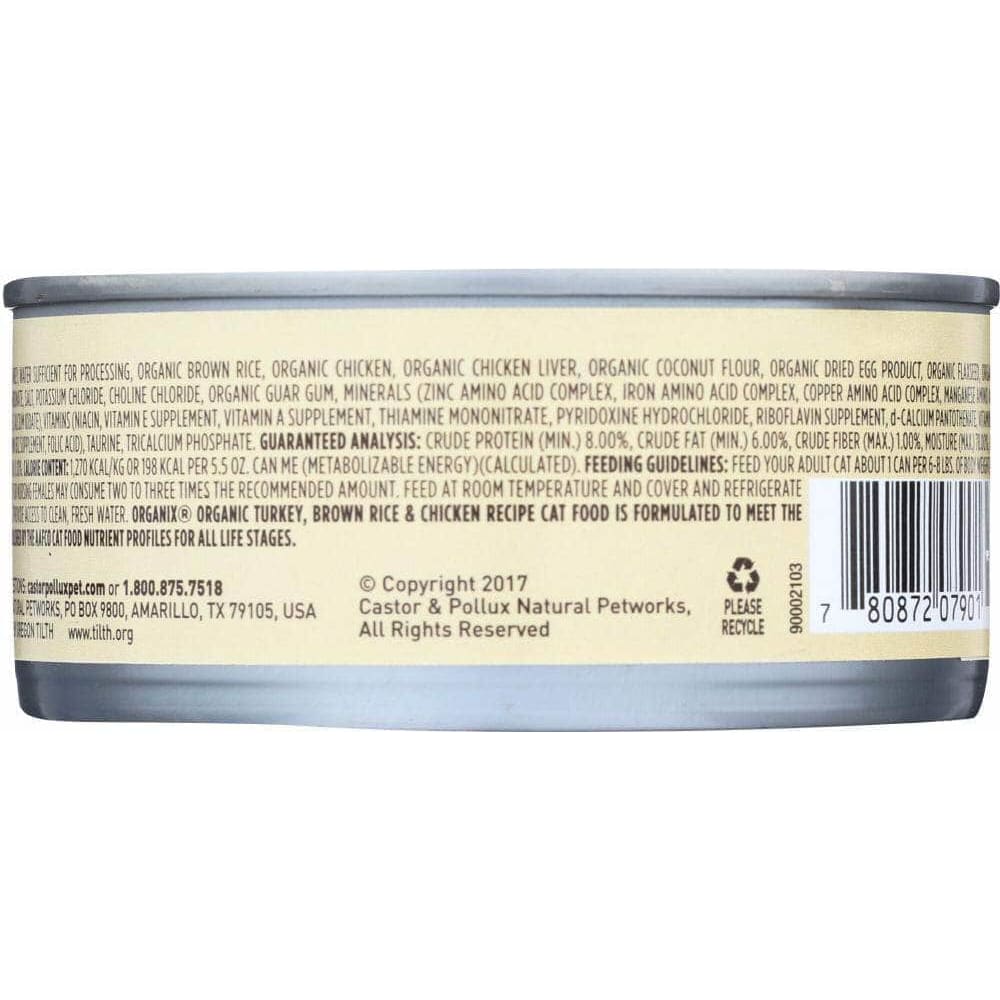 WATER SUFFICIENT FOR PROCESSING, ORGANIC BROWN RICE, ORGANIC CHICKEN, ORGANIC CHICKEN LIVER, ORGANIC COCONUT FLOUR, ORGANIC DRIED EGG PRODUCT, ORGANIC FLAXSEED,
SALT, POTASSIUM CHLORIDE, CHOLINE CHLORIDE, ORGANIC GUAR GUM, MINERALS (ZINC AMINO ACID COMPLEX, IRON AMINO ACID COMPLEX, COPPER AMINO ACID COMPLEX, MANGANESE AMINO
VITAMINS (NIACIN, VITAMIN E SUPPLEMENT, VITAMIN A SUPPLEMENT, THIAMINE MONONITRATE, PYRIDOXINE HYDROCHLORIDE, RIBOFLAVIN SUPPLEMENT, d-CALCIUM PANTOTHENATE,
SUPPLEMENT, FOLIC ACID), TAURINE, TRICALCIUM PHOSPHATE. GUARANTEED ANALYSIS: CRUDE PROTEIN (MIN.) 8.00%, CRUDE FAT (MIN.) 6.00%, CRUDE FIBER (MAX.) 1.00%, MOISTURE (MAX.)
CALORIE CONTENT: 1,270 KCAL/KG OR 198 KCAL PER 5.5 OZ. CAN ME (METABOLIZABLE ENERGY)(CALCULATED). FEEDING GUIDELINES: FEED YOUR ADULT CAT ABOUT 1 CAN PER 6-8 LBS. OF BODY WEIGHT
FEMALES MAY CONSUME TWO TO THREE TIMES THE RECOMMENDED AMOUNT. FEED AT ROOM TEMPERATURE AND COVER AND REFRIGERATE
ACCESS TO CLEAN, FRESH WATER. ORGANIX® ORGANIC TURKEY, BROWN RICE & CHICKEN RECIPE CAT FOOD IS FORMULATED TO MEET THE
BY THE AAFCO CAT FOOD NUTRIENT PROFILES FOR ALL LIFE STAGES.
castorpolluxpet.com or 1.800.875.7518
PETWORKS, PO BOX 9800, AMARILLO, TX 79105, USA
OREGON TILTH www.tilth.org
© Copyright 2017
Castor & Pollux Natural Petworks,
All Rights Reserved
PLEASE
RECYCLE
90002103
7 80872 07901